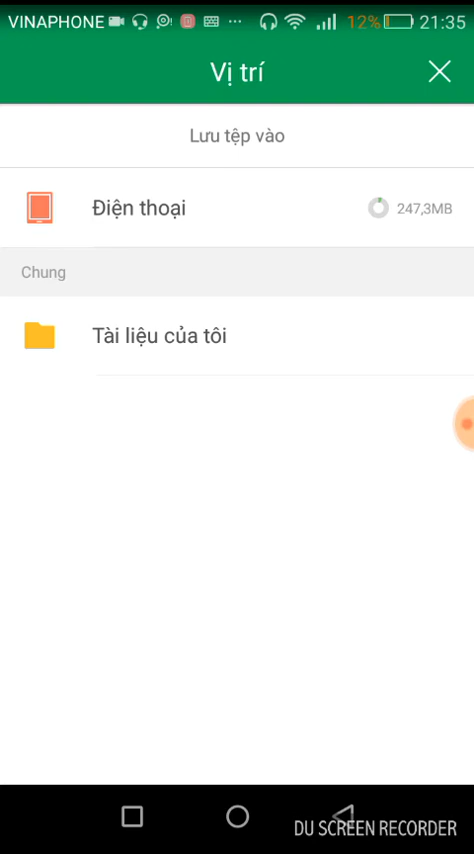 VINAPHONE 12% 21:35
Vị trí
Lưu tệp vào
Điện thoại 247,3MB
Chung
Tài liệu của tôi
DU SCREEN RECORDER